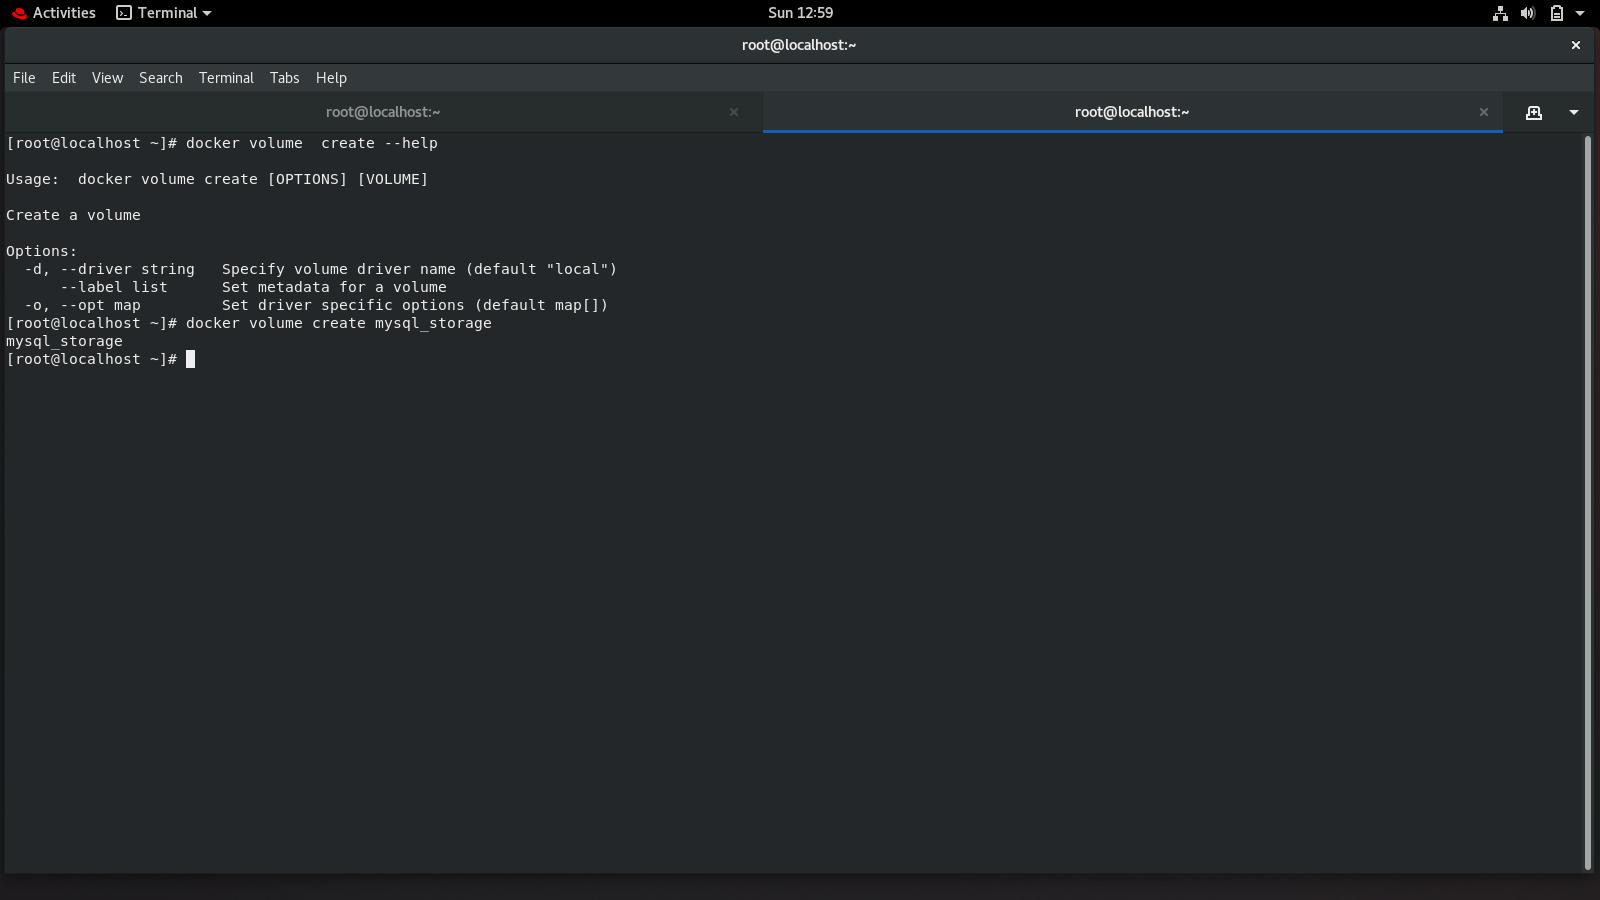 Activities Terminal Sun 12:59
root@localhost:~
File Edit View Search Terminal Tabs Help
root@localhost:~ root@localhost:~
[root@localhost ~]# docker volume  create --help

Usage:  docker volume create [OPTIONS] [VOLUME]

Create a volume

Options:
  -d, --driver string   Specify volume driver name (default "local")
      --label list      Set metadata for a volume
  -o, --opt map         Set driver specific options (default map[])
[root@localhost ~]# docker volume create mysql_storage
mysql_storage
[root@localhost ~]#